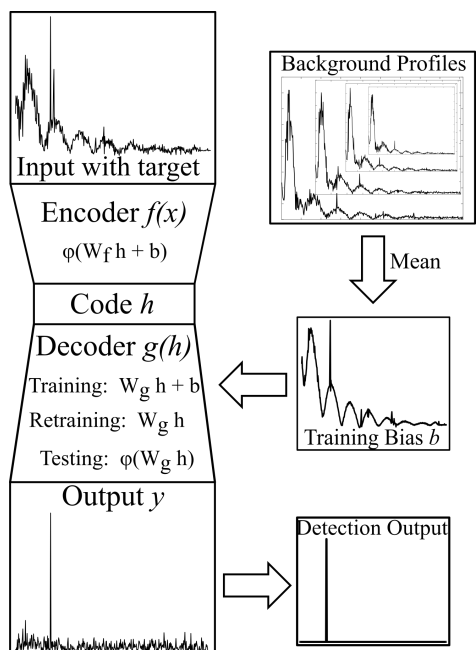 Input with target
Encoder f(x)
φ(W_f h + b)
Code h
Decoder g(h)
Training: W_g h + b
Retraining: W_g h
Testing: φ(W_g h)
Output y
Background Profiles
Mean
Training Bias b
Detection Output